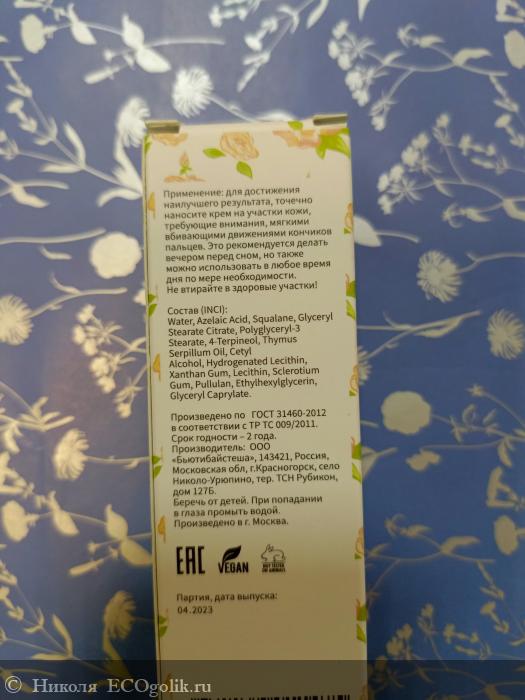 Применение: для достижения
наилучшего результата, точечно
наносите крем на участки кожи,
требующие внимания, мягкими
вбивающими движениями кончиков
пальцев. Это рекомендуется делать
вечером перед сном, но также
можно использовать в любое время
дня по мере необходимости.
Не втирайте в здоровые участки!
Состав (INCI):
Water, Azelaic Acid, Squalane, Glyceryl
Stearate Citrate, Polyglyceryl-3
Stearate, 4-Terpineol, Thymus
Serpillum Oil, Cetyl
Alcohol, Hydrogenated Lecithin,
Xanthan Gum, Lecithin, Sclerotium
Gum, Pullulan, Ethylhexylglycerin,
Glyceryl Caprylate.
Произведено по ГОСТ 31460-2012
в соответствии с ТР ТС 009/2011.
Срок годности – 2 года.
Производитель: ООО
«Бьютибайстеша», 143421, Россия,
Московская обл, г.Красногорск, село
Николо-Урюпино, тер. ТСН Рубикон,
дом 127Б.
Беречь от детей. При попадании
в глаза промыть водой.
Произведено в г. Москва.
EAC VEGAN NOT TESTED
ON ANIMALS
Партия, дата выпуска:
04.2023
Николя ECOgolik.ru